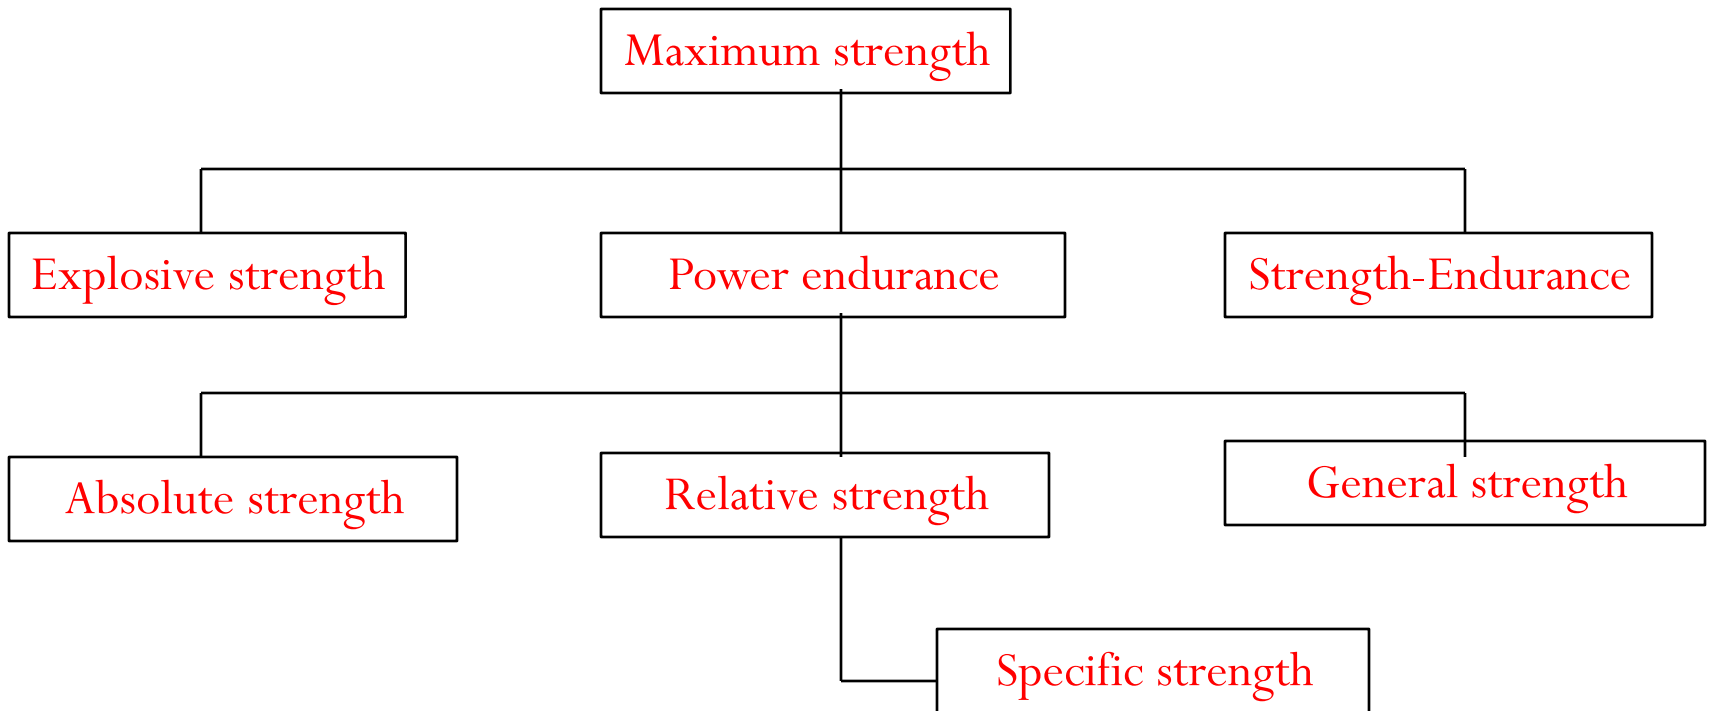 Maximum strength
Explosive strength
Power endurance
Strength-Endurance
Absolute strength
Relative strength
General strength
Specific strength